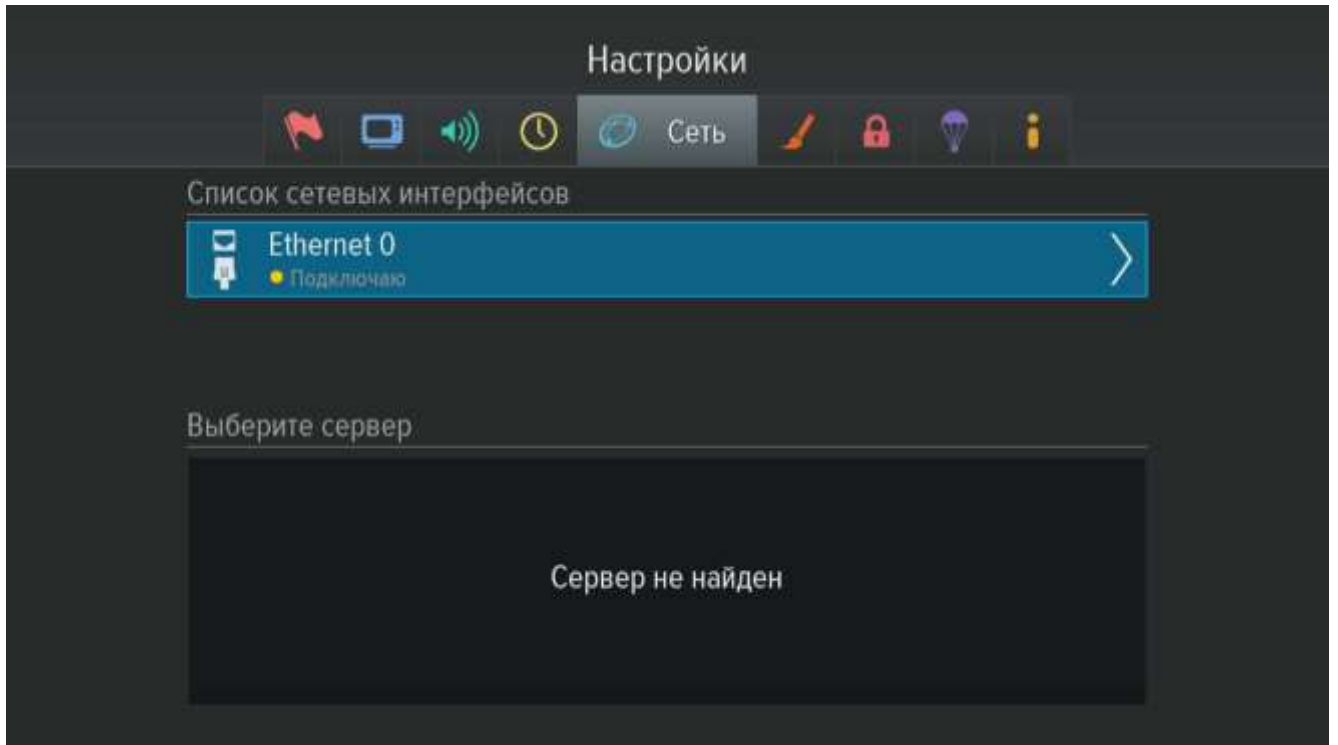 Настройки
Сеть
Список сетевых интерфейсов
Ethernet 0
Подключаю
Выберите сервер
Сервер не найден